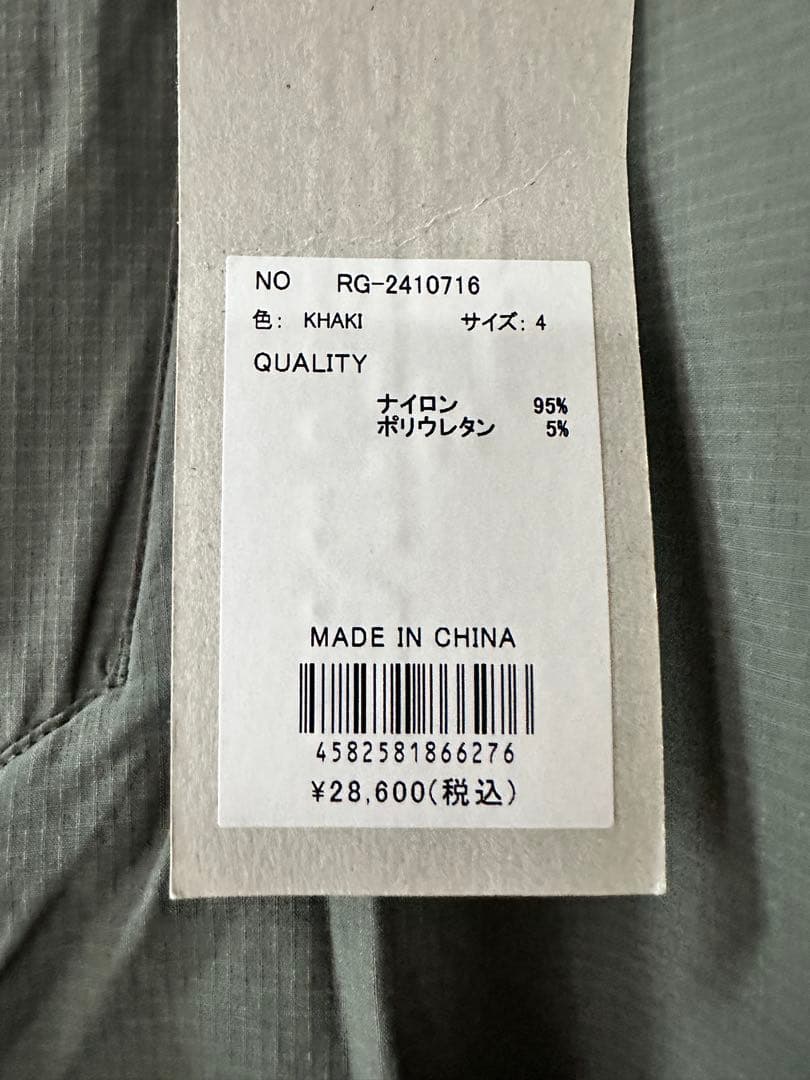 NO RG-2410716
色: KHAKI サイズ: 4
QUALITY
ナイロン 95%
ポリウレタン 5%
MADE IN CHINA
4582581866276
¥28,600(税込)